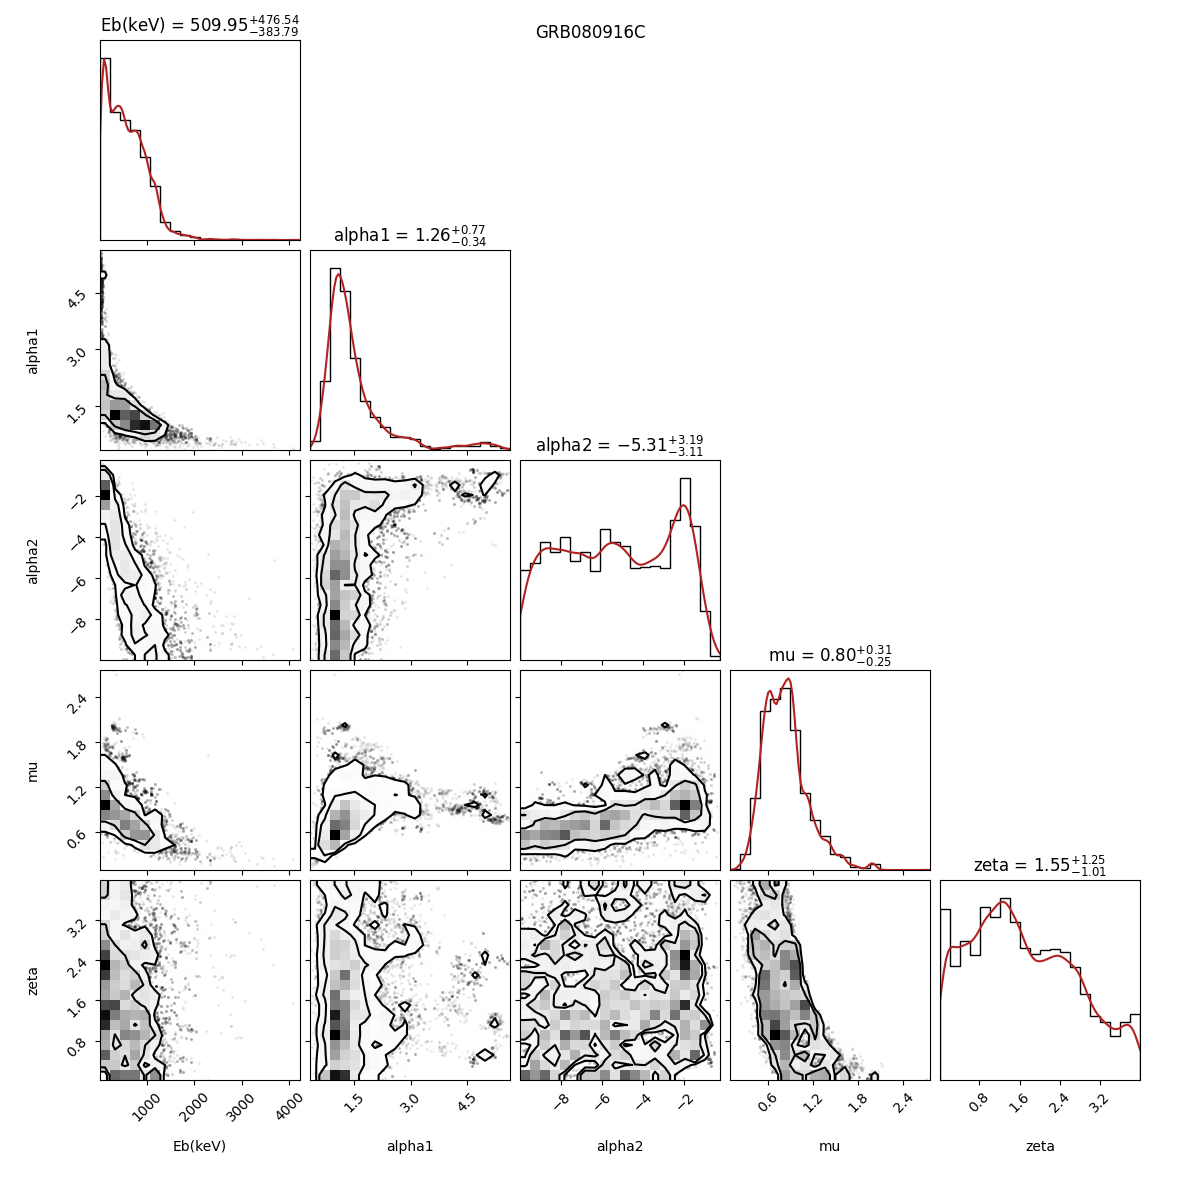 GRB080916C
Eb(keV) = 509.95+476.54−383.79
alpha1 = 1.26+0.77−0.34
4.5
3.0
1.5
alpha1
alpha2 = −5.31+3.19−3.11
−2
−4
−6
−8
alpha2
mu = 0.80+0.31−0.25
2.4
1.8
1.2
0.6
mu
zeta = 1.55+1.25−1.01
3.2
2.4
1.6
0.8
zeta
1000 2000 3000 4000 1.5 3.0 4.5 −8 −6 −4 −2 0.6 1.2 1.8 2.4 0.8 1.6 2.4 3.2
Eb(keV) alpha1 alpha2 mu zeta